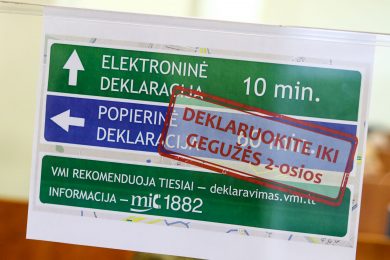 ELEKTRONINĖ
DEKLARACIJA
10 min.
POPIERINĖ
DEKLARACIJA
DEKLARUOKITE IKI
GEGUŽĖS 2-osios
VMI REKOMENDUOJA TIESIAI – deklaravimas.vmi.lt
INFORMACIJA – mic 1882